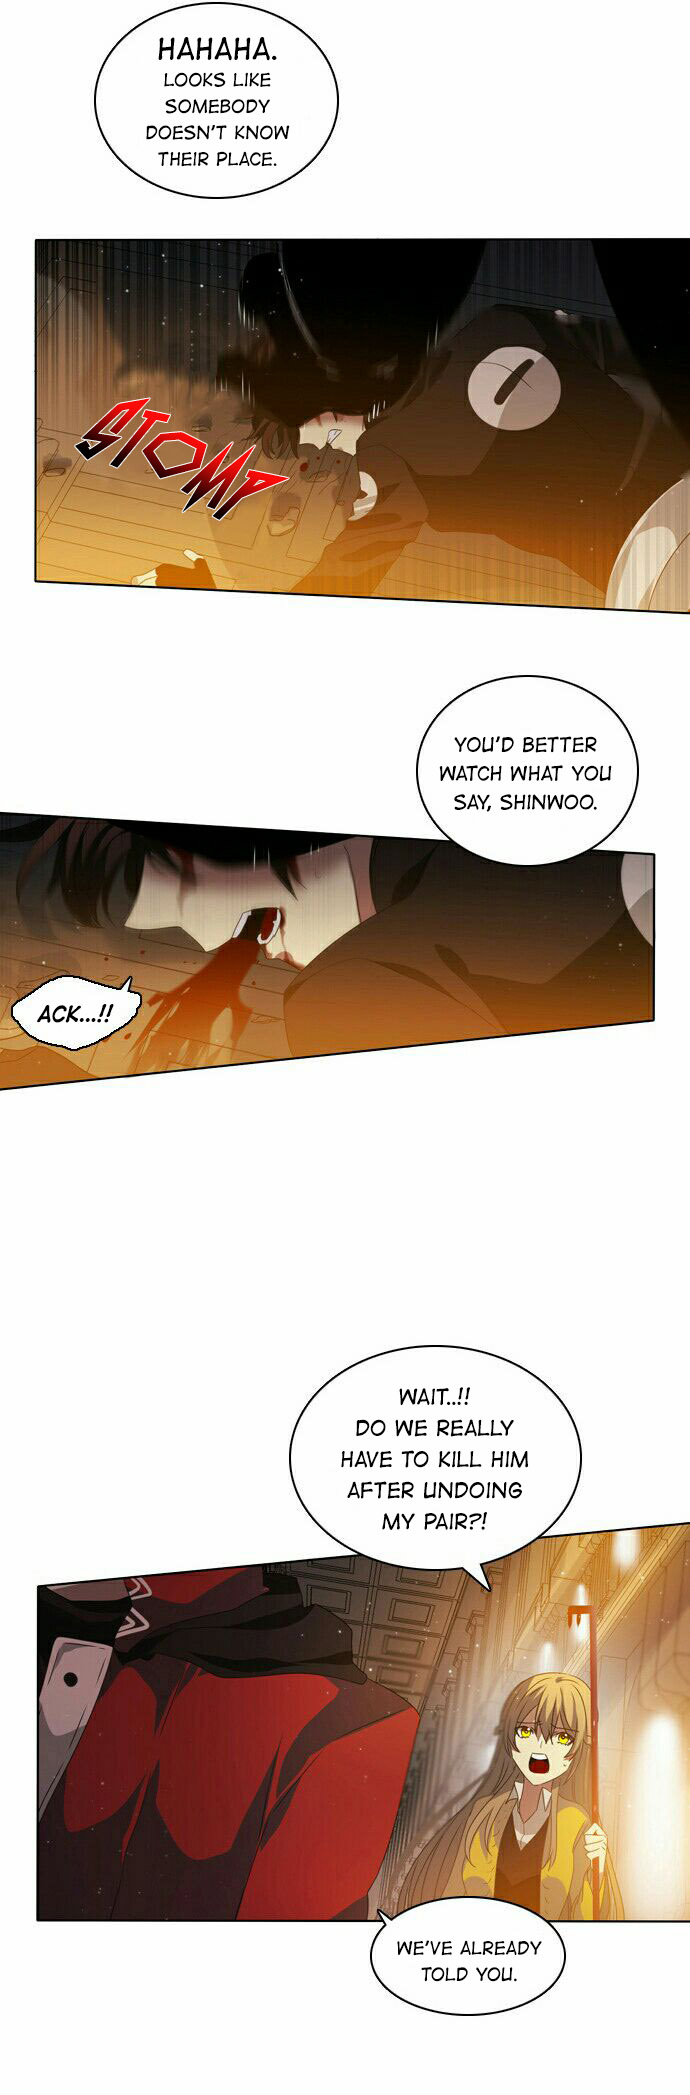 HAHAHA.
LOOKS LIKE
SOMEBODY
DOESN'T KNOW
THEIR PLACE.
STOMP
YOU'D BETTER
WATCH WHAT YOU
SAY, SHINWOO.
ACK...!!
WAIT..!!
DO WE REALLY
HAVE TO KILL HIM
AFTER UNDOING
MY PAIR?!
WE'VE ALREADY
TOLD YOU.